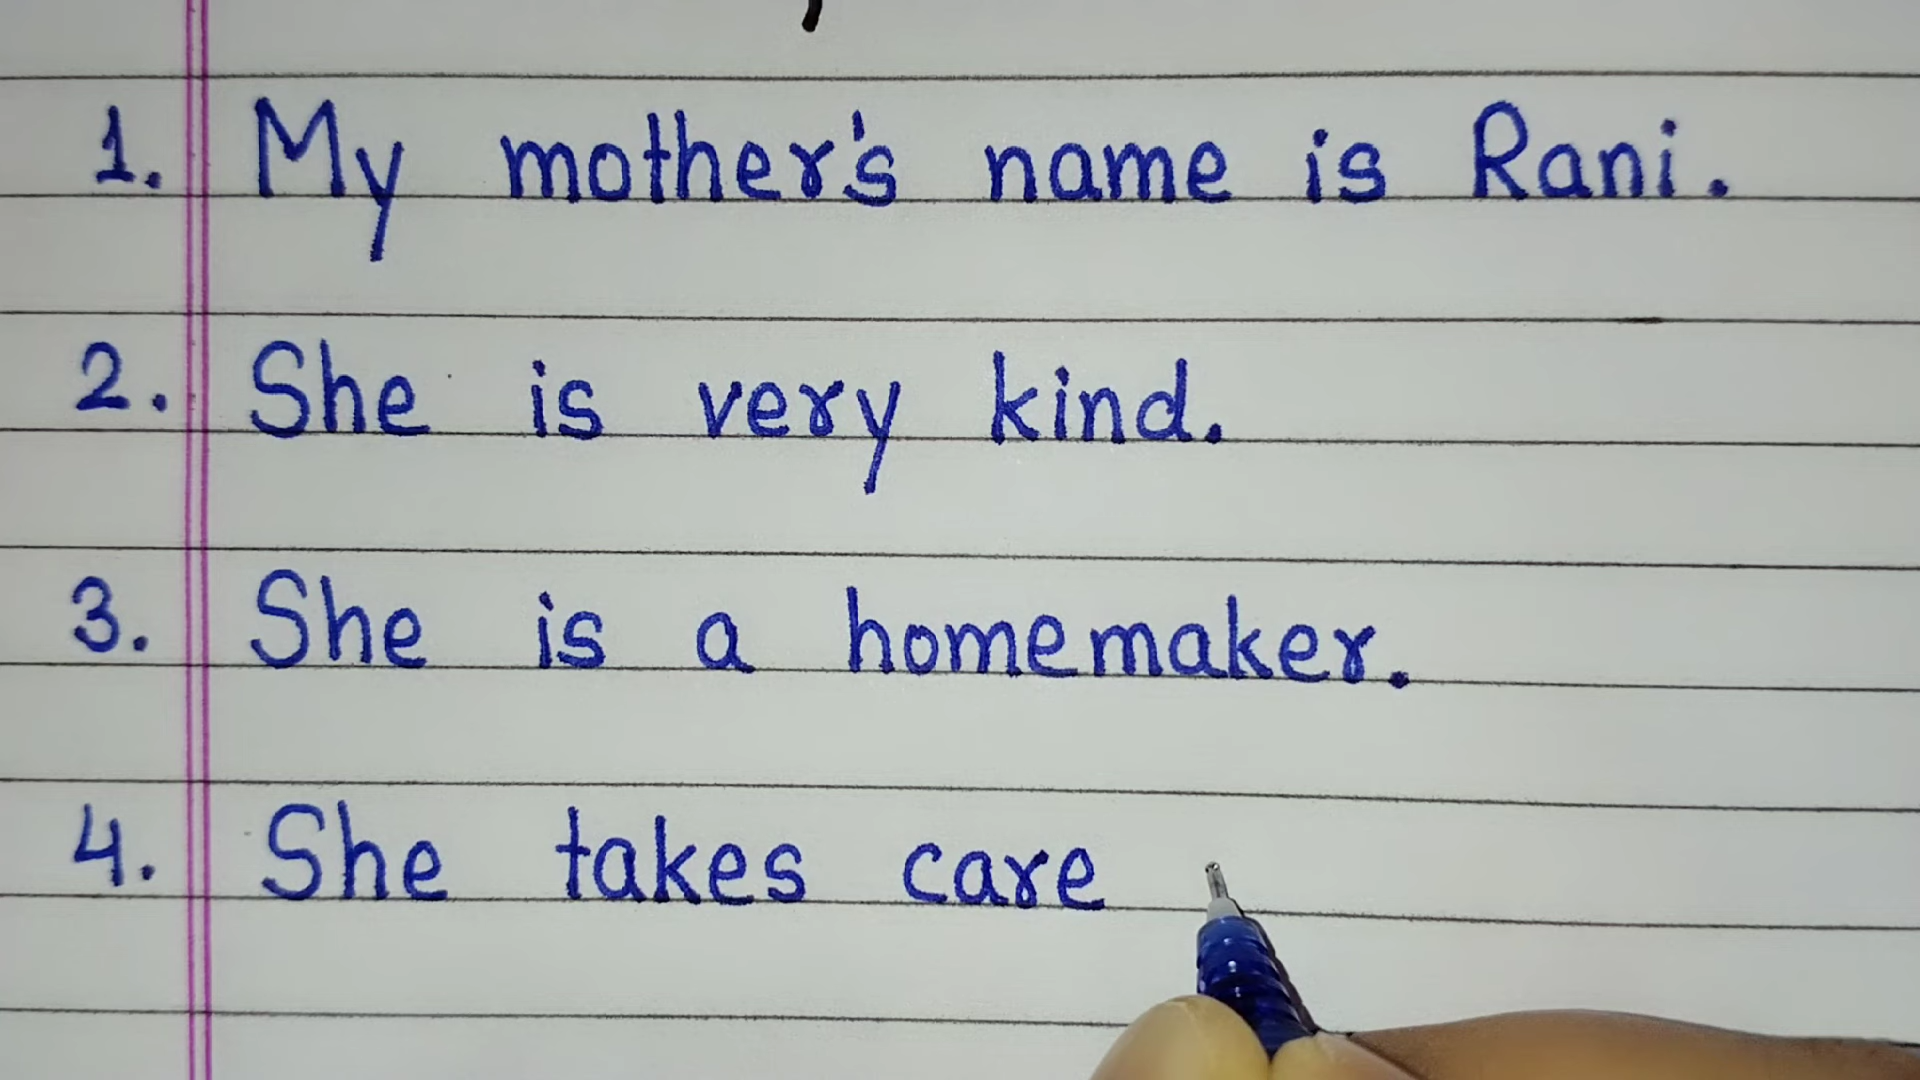 1. My mother's name is Rani.
2. She is very kind.
3. She is a homemaker.
4. She takes care